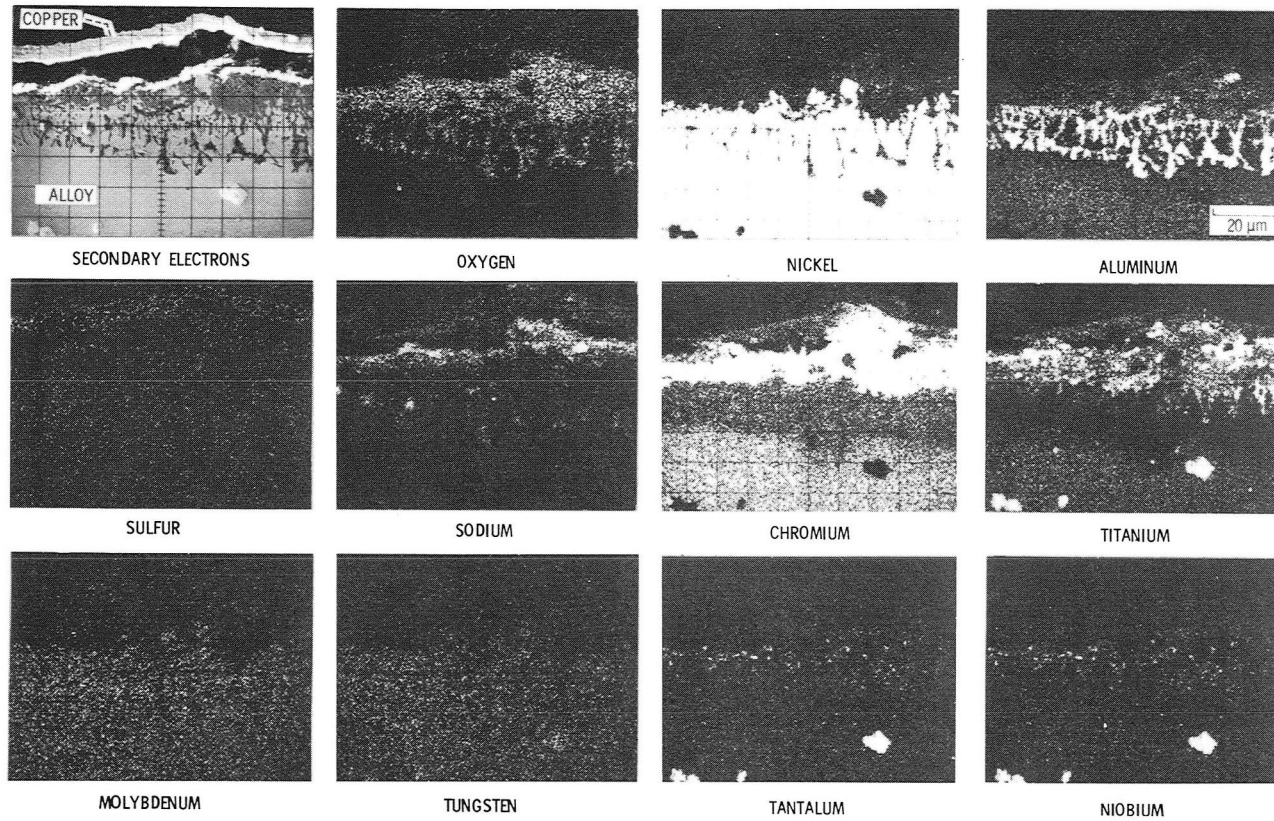 COPPER
ALLOY
20 µm
SECONDARY ELECTRONS
OXYGEN
NICKEL
ALUMINUM
SULFUR
SODIUM
CHROMIUM
TITANIUM
MOLYBDENUM
TUNGSTEN
TANTALUM
NIOBIUM